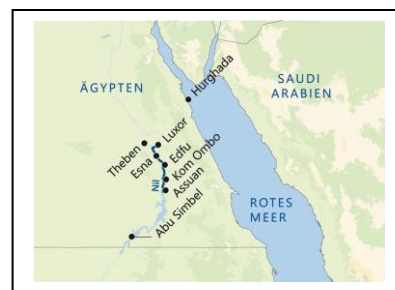 Hurghada
SAUDI
ARABIEN
ÄGYPTEN
Luxor
Theben
Edfu
Esna
Kom Ombo
Assuan
Nil
Abu Simbel
ROTES
MEER